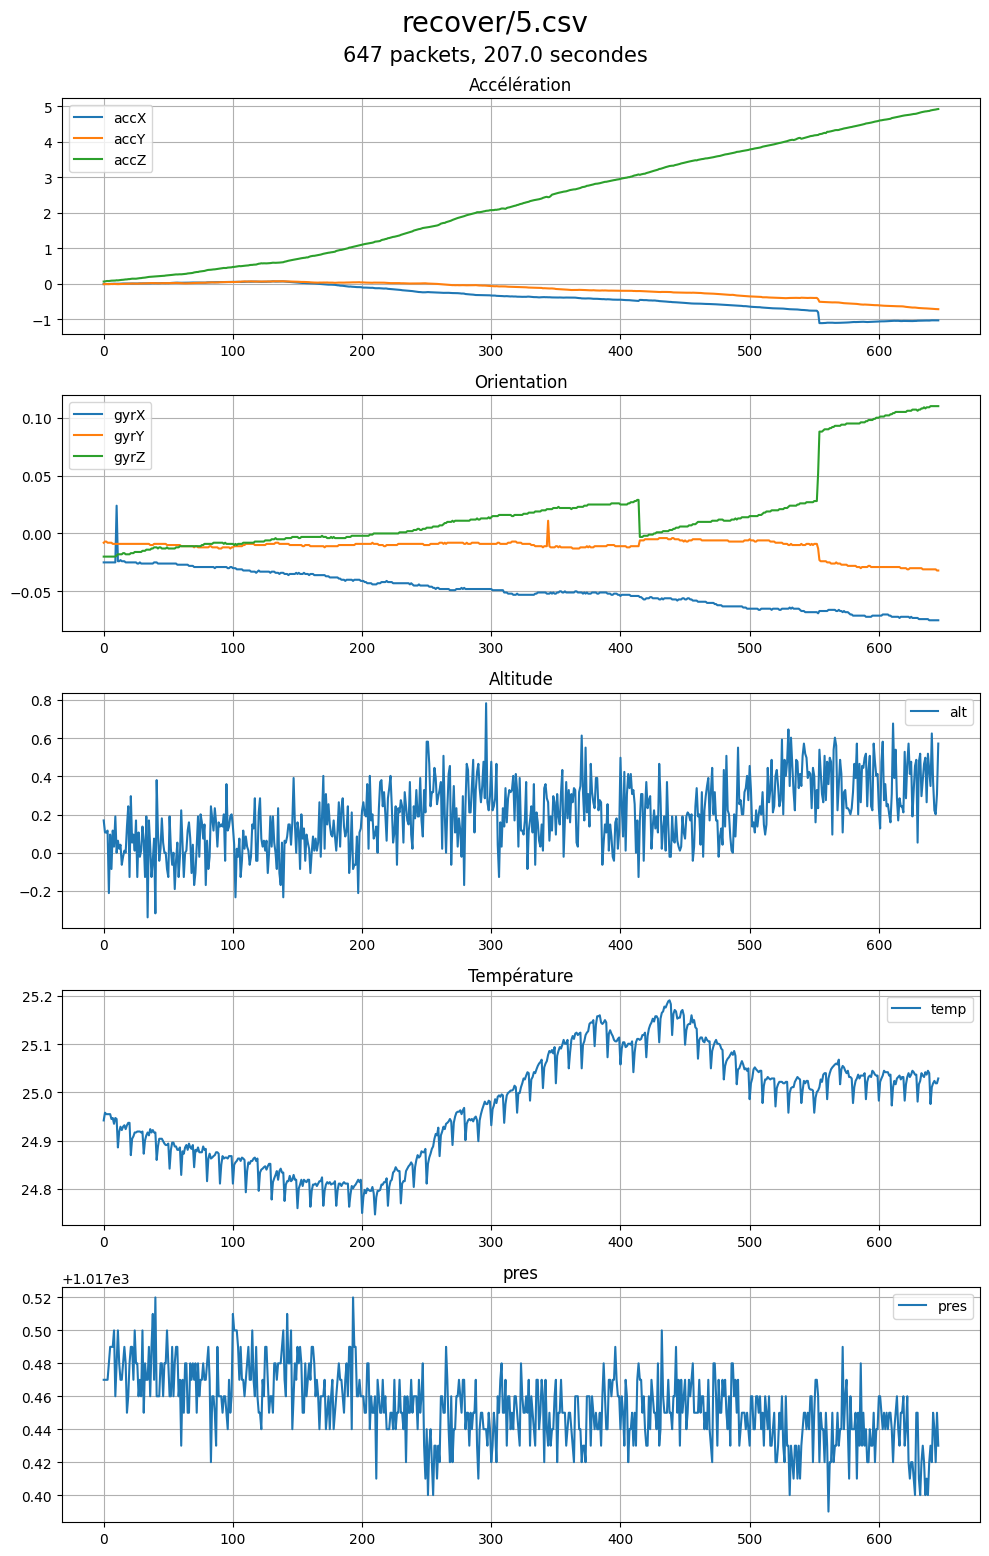 recover/5.csv
647 packets, 207.0 secondes
Accélération
5
4
3
2
1
0
−1
accX
accY
accZ
0 100 200 300 400 500 600
Orientation
0.10
0.05
0.00
−0.05
gyrX
gyrY
gyrZ
0 100 200 300 400 500 600
Altitude
0.8
0.6
0.4
0.2
0.0
−0.2
alt
0 100 200 300 400 500 600
Température
25.2
25.1
25.0
24.9
24.8
temp
0 100 200 300 400 500 600
pres
+1.017e3
0.52
0.50
0.48
0.46
0.44
0.42
0.40
pres
0 100 200 300 400 500 600